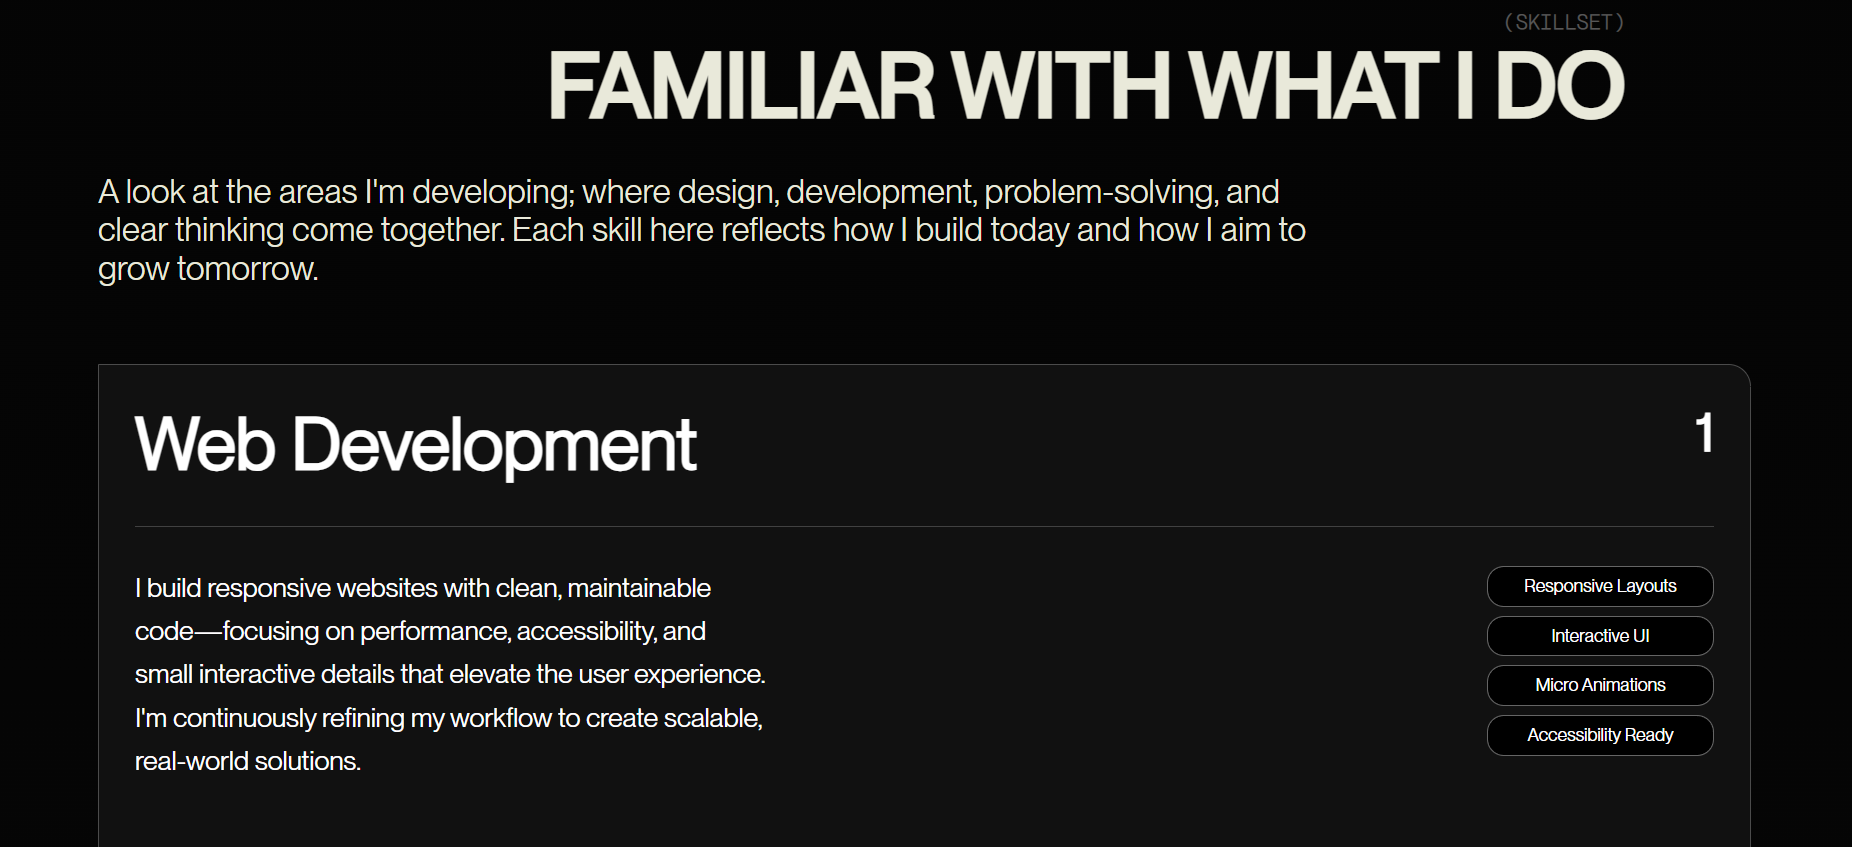 (SKILLSET)
FAMILIAR WITH WHAT I DO
A look at the areas I'm developing; where design, development, problem-solving, and
clear thinking come together. Each skill here reflects how I build today and how I aim to
grow tomorrow.
Web Development
1
I build responsive websites with clean, maintainable
code—focusing on performance, accessibility, and
small interactive details that elevate the user experience.
I'm continuously refining my workflow to create scalable,
real-world solutions.
Responsive Layouts
Interactive UI
Micro Animations
Accessibility Ready